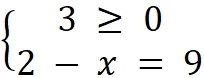 3 ≥ 0
2 − x = 9